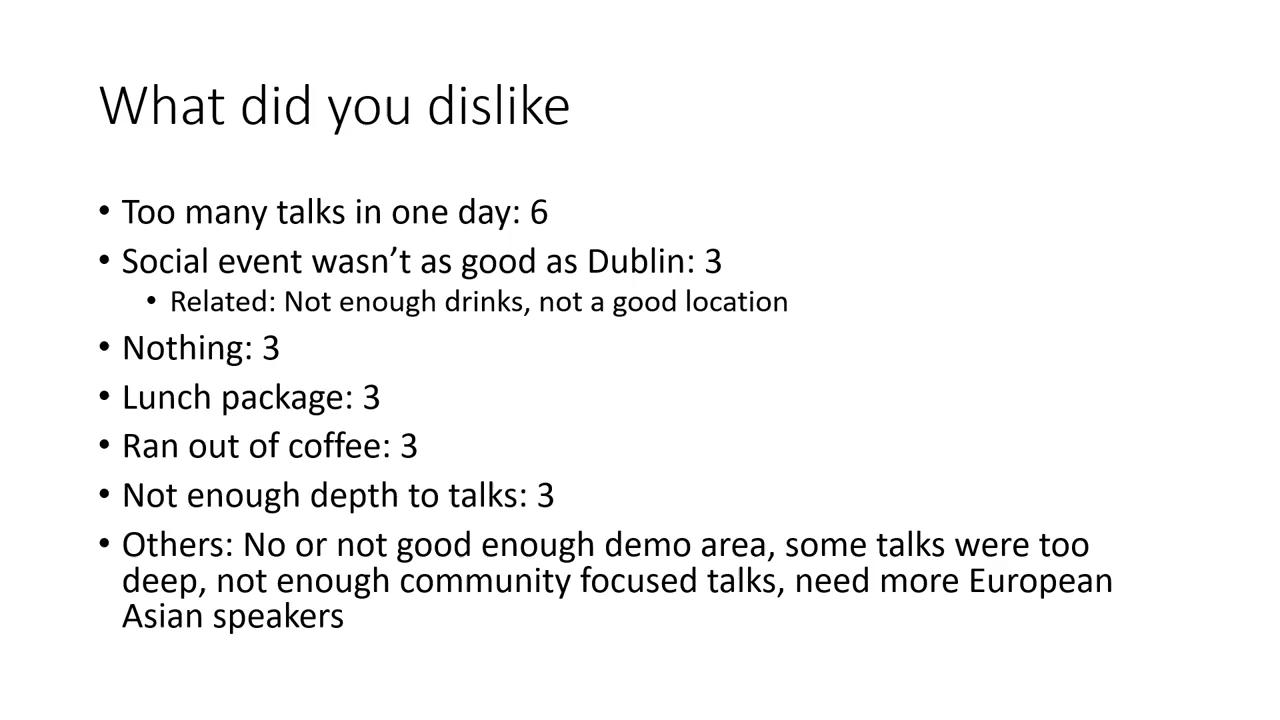 What did you dislike
• Too many talks in one day: 6
• Social event wasn’t as good as Dublin: 3
• Related: Not enough drinks, not a good location
• Nothing: 3
• Lunch package: 3
• Ran out of coffee: 3
• Not enough depth to talks: 3
• Others: No or not good enough demo area, some talks were too
deep, not enough community focused talks, need more European
Asian speakers